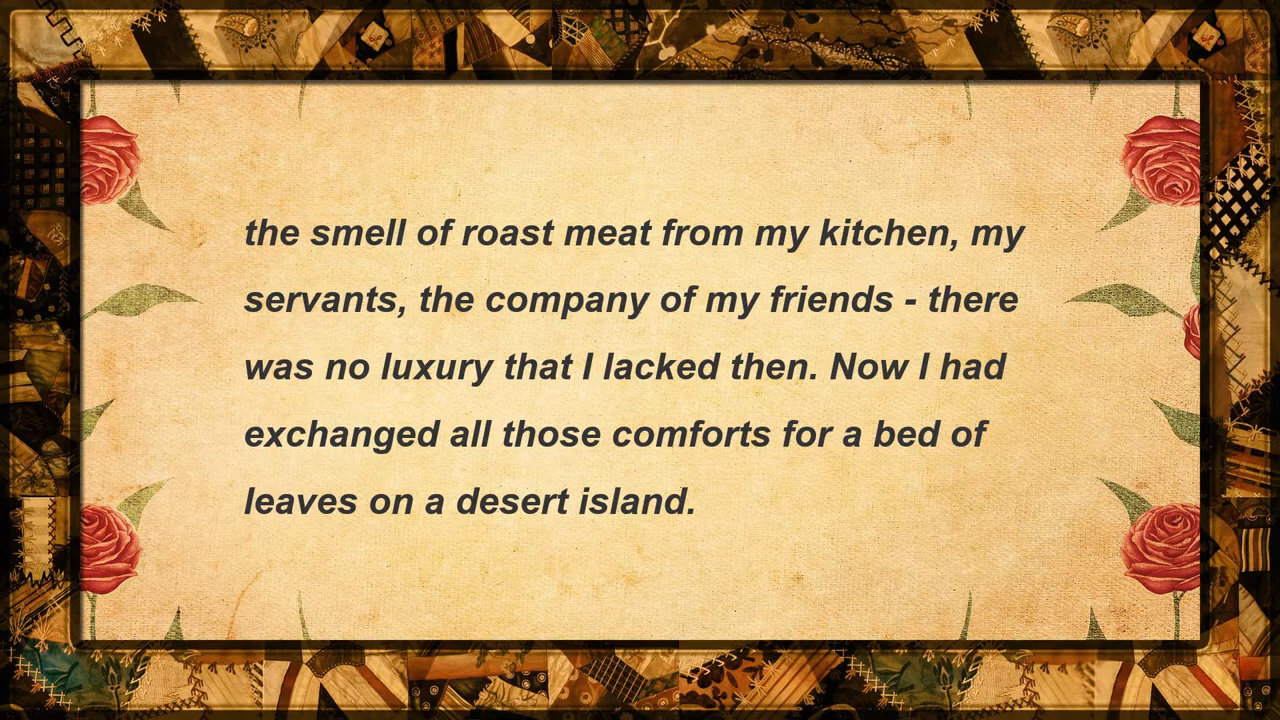 the smell of roast meat from my kitchen, my
servants, the company of my friends - there
was no luxury that I lacked then. Now I had
exchanged all those comforts for a bed of
leaves on a desert island.